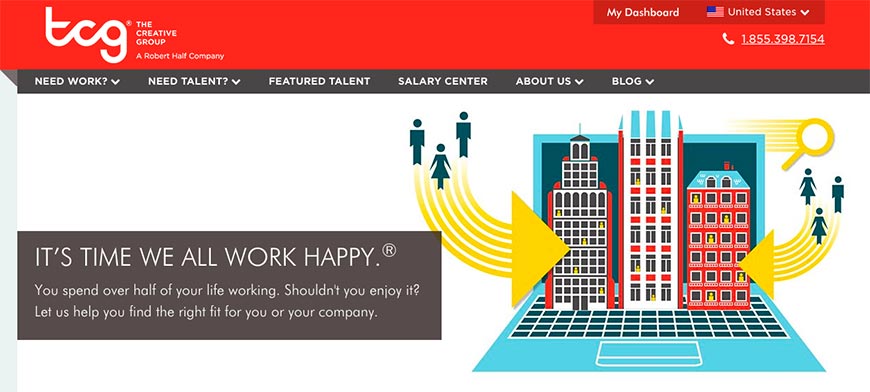 My Dashboard
United States
tcg®
THE
CREATIVE
GROUP
A Robert Half Company
1.855.398.7154
NEED WORK? NEED TALENT? FEATURED TALENT SALARY CENTER ABOUT US BLOG
IT'S TIME WE ALL WORK HAPPY.®
You spend over half of your life working. Shouldn't you enjoy it?
Let us help you find the right fit for you or your company.